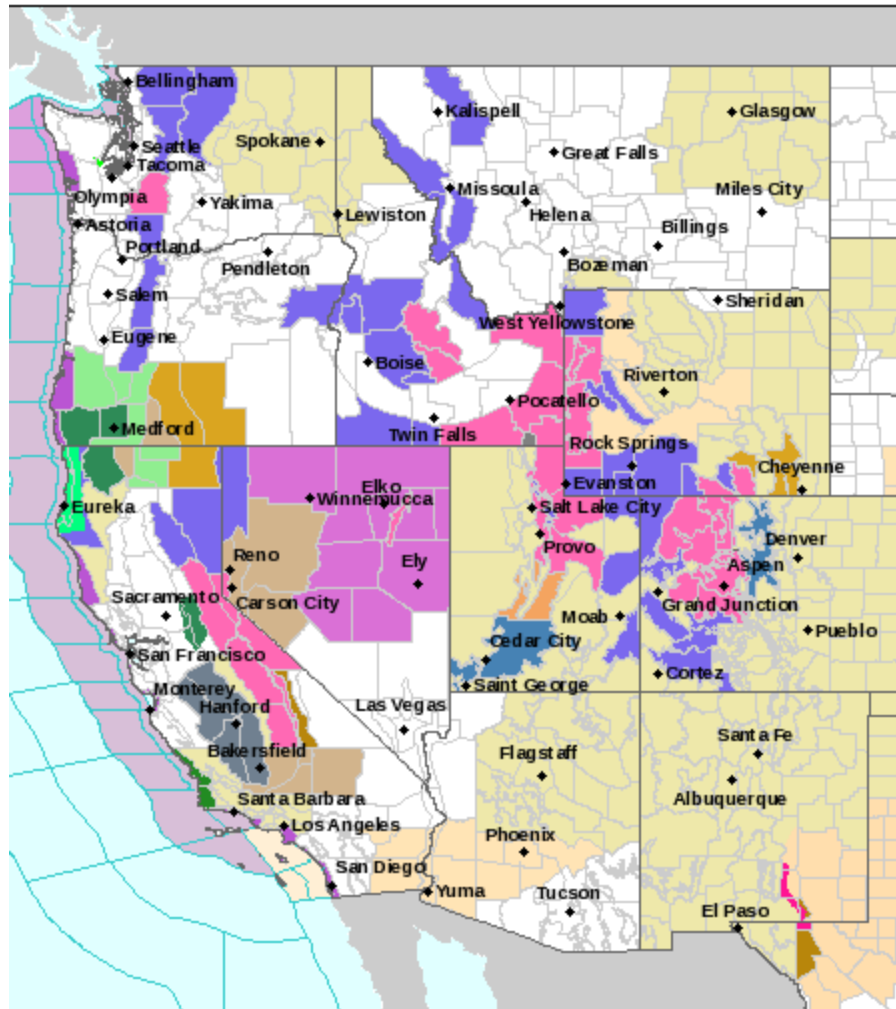 Bellingham
Kalispell
Glasgow
Seattle
Spokane
Great Falls
Tacoma
Missoula
Miles City
Olympia
Yakima
Lewiston
Helena
Astoria
Billings
Portland
Pendleton
Bozeman
Salem
Sheridan
West Yellowstone
Eugene
Boise
Riverton
Pocatello
Medford
Twin Falls
Rock Springs
Cheyenne
Elko
Evanston
Winnemucca
Eureka
Salt Lake City
Denver
Reno
Provo
Ely
Aspen
Sacramento
Carson City
Moab
Grand Junction
Pueblo
Cedar City
San Francisco
Cortez
Saint George
Monterey
Hanford
Las Vegas
Santa Fe
Bakersfield
Flagstaff
Santa Barbara
Albuquerque
Los Angeles
Phoenix
San Diego
Yuma
Tucson
El Paso